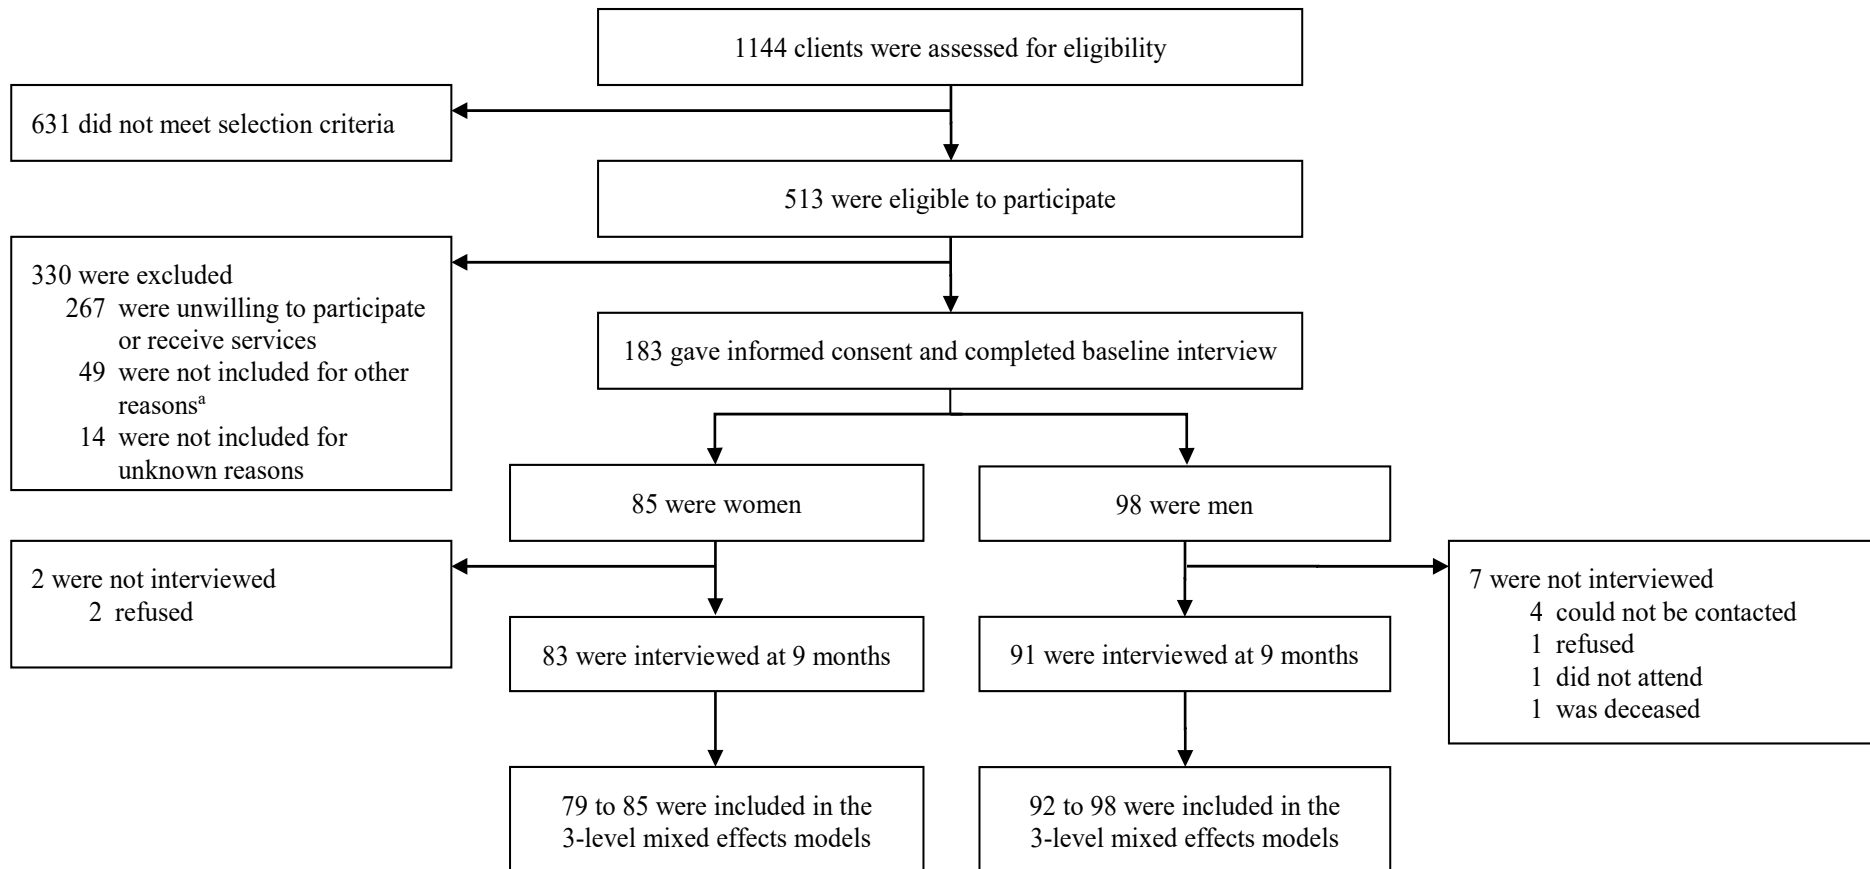 1144 clients were assessed for eligibility
631 did not meet selection criteria
513 were eligible to participate
330 were excluded
267 were unwilling to participate
or receive services
49 were not included for other
reasonsᵃ
14 were not included for
unknown reasons
183 gave informed consent and completed baseline interview
85 were women
98 were men
2 were not interviewed
2 refused
7 were not interviewed
4 could not be contacted
1 refused
1 did not attend
1 was deceased
83 were interviewed at 9 months
91 were interviewed at 9 months
79 to 85 were included in the
3-level mixed effects models
92 to 98 were included in the
3-level mixed effects models